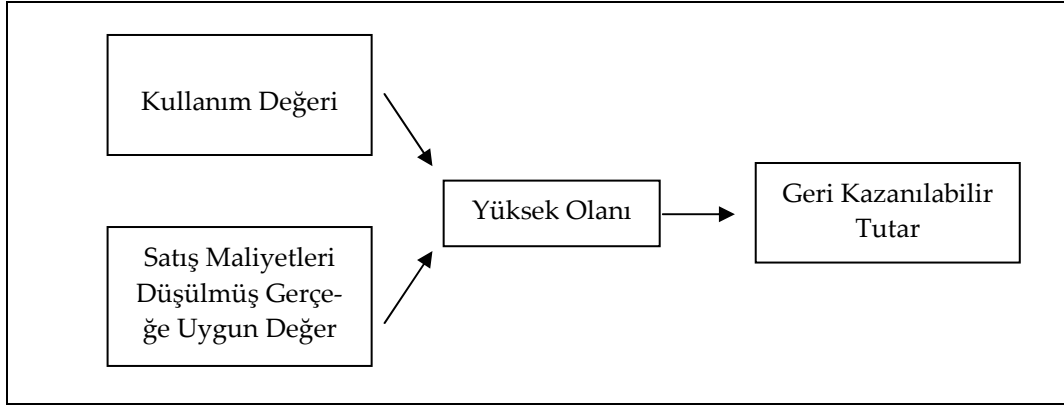 Kullanım Değeri
Satış Maliyetleri
Düşülmüş Gerçe-
ğe Uygun Değer
Yüksek Olanı
Geri Kazanılabilir
Tutar